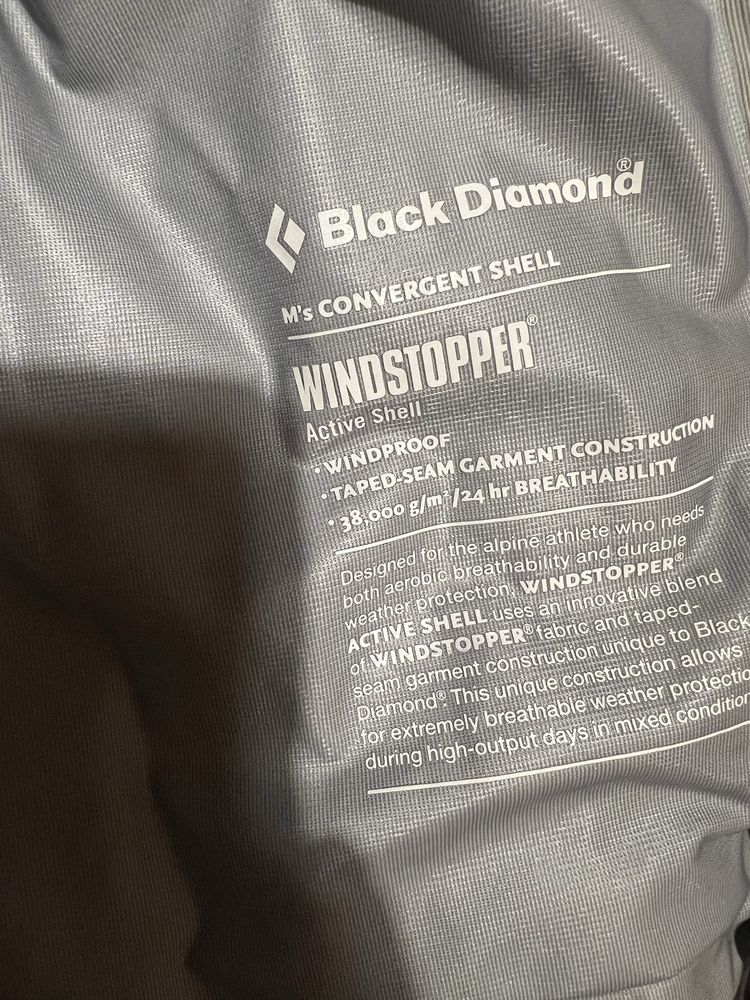 Black Diamond®
M's CONVERGENT SHELL
WINDSTOPPER®
Active Shell
• WINDPROOF
• TAPED-SEAM GARMENT CONSTRUCTION
• 38,000 g/m²/24 hr BREATHABILITY
Designed for the alpine athlete who needs
both aerobic breathability and durable
weather protection, WINDSTOPPER®
ACTIVE SHELL uses an innovative blend
of WINDSTOPPER® fabric and taped-
seam garment construction unique to Black
Diamond®. This unique construction allows
for extremely breathable weather protectio
during high-output days in mixed condition